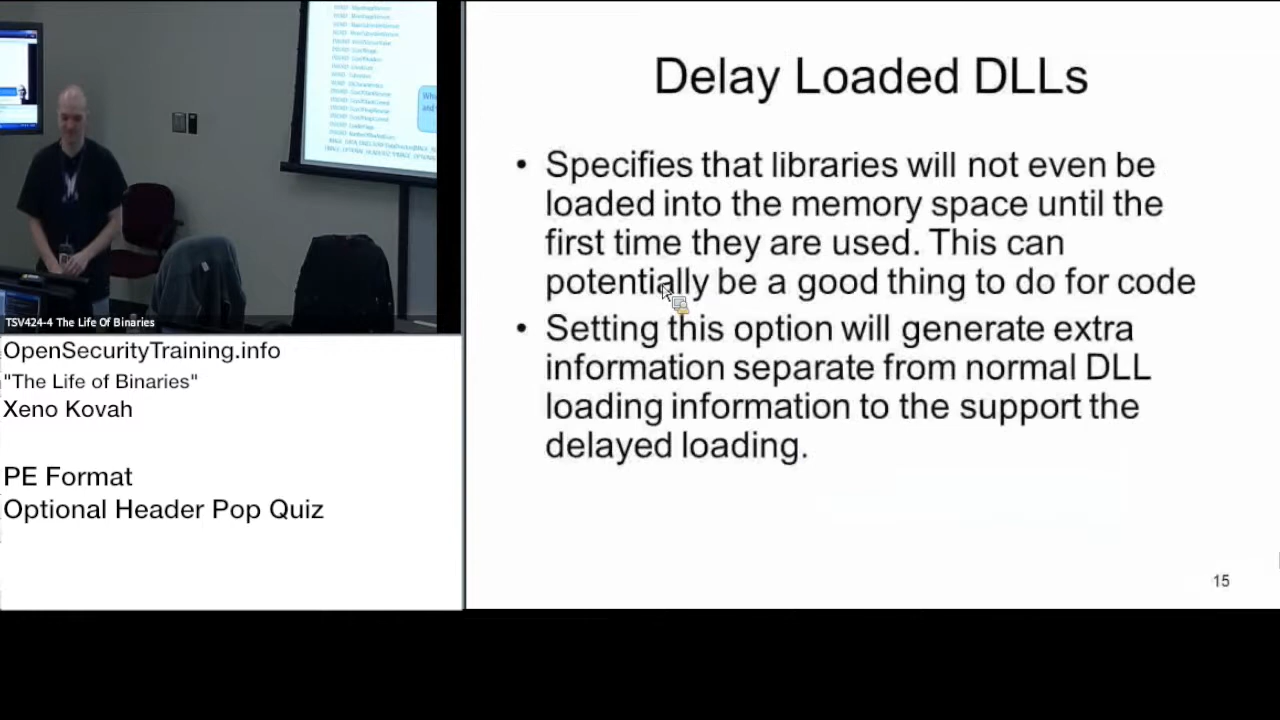 Delay Loaded DLLs
• Specifies that libraries will not even be
loaded into the memory space until the
first time they are used. This can
potentially be a good thing to do for code
• Setting this option will generate extra
information separate from normal DLL
loading information to the support the
delayed loading.
15
TSV424-4 The Life Of Binaries
OpenSecurityTraining.info
"The Life of Binaries"
Xeno Kovah
PE Format
Optional Header Pop Quiz